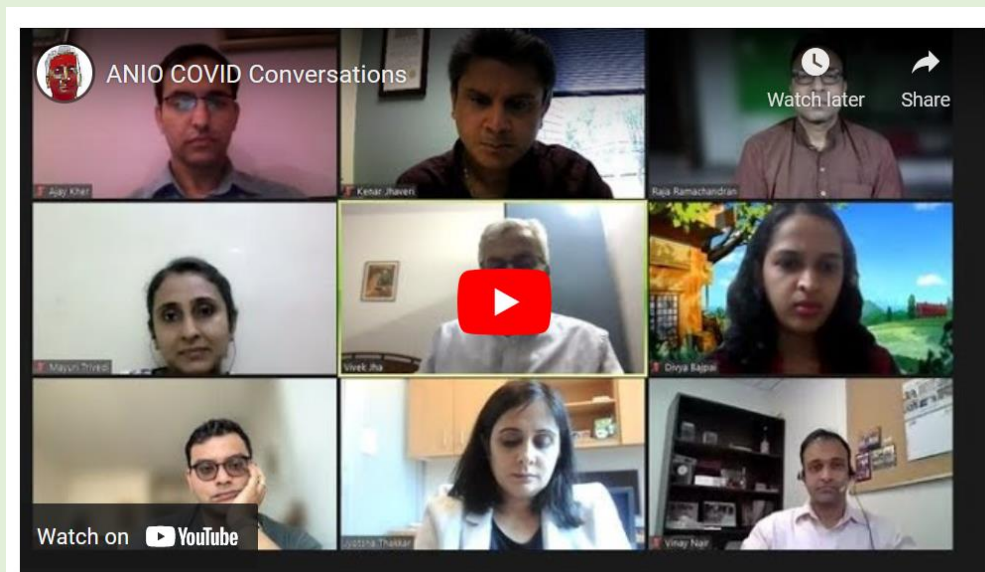 ANIO COVID Conversations
Watch later
Share
Ajay Kher
Kenar Jhaveri
Raja Ramachandran
Mayuri Trivedi
Vivek Jha
Divya Bajpai
Watch on YouTube
Jyotsna Thakkar
Vinay Nair